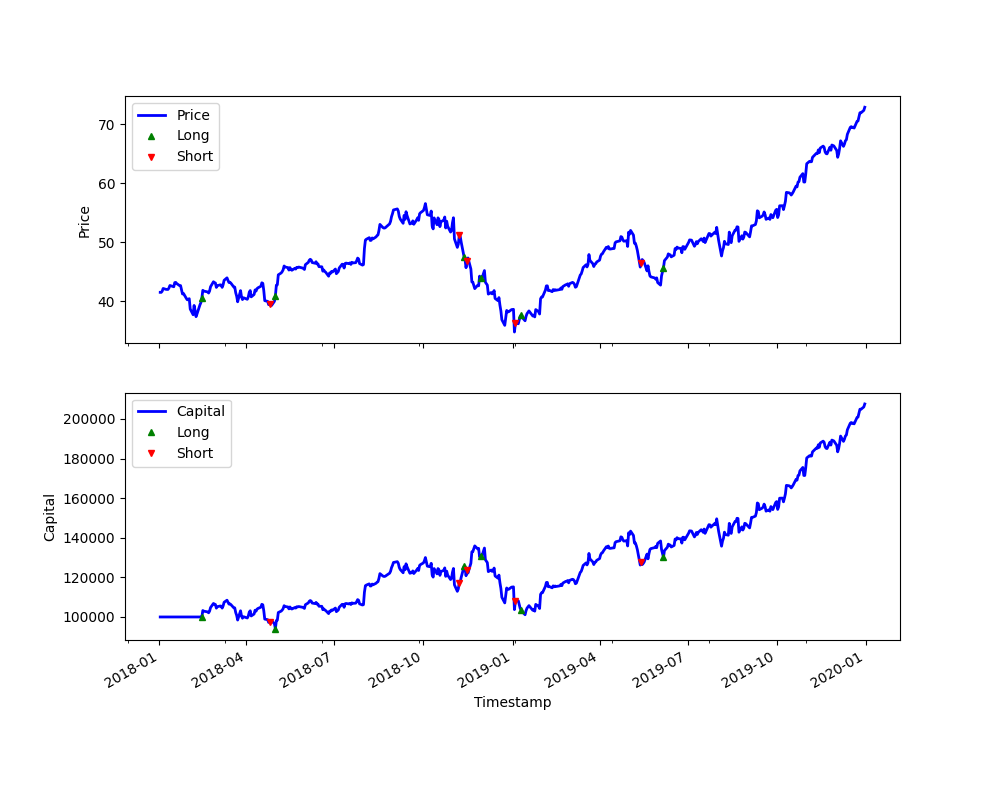 Price
Long
Short
70
60
50
40
Price
Capital
Long
Short
200000
180000
160000
140000
120000
100000
Capital
2018-01
2018-04
2018-07
2018-10
2019-01
2019-04
2019-07
2019-10
2020-01
Timestamp